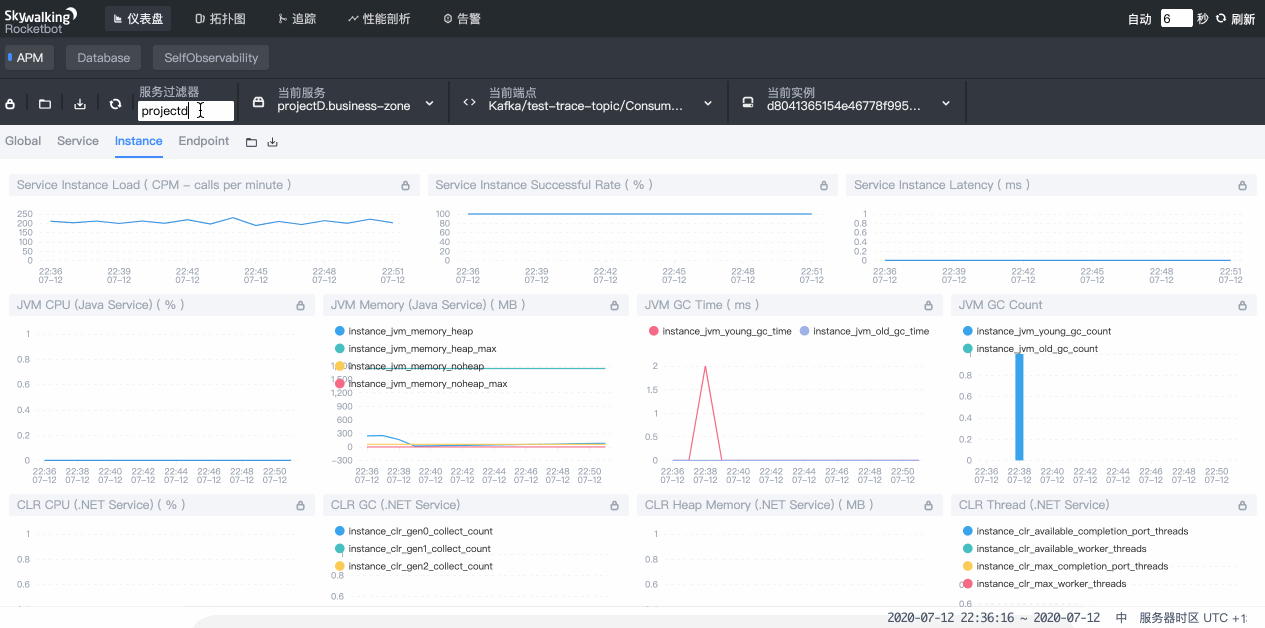 Skywalking
Rocketbot
仪表盘 拓扑图 追踪 性能剖析 告警 自动 6 秒 刷新
APM Database SelfObservability
服务过滤器 当前服务 当前端点 当前实例
projectd projectD.business-zone Kafka/test-trace-topic/Consum... d8041365154e46778f995...
Global Service Instance Endpoint
Service Instance Load ( CPM - calls per minute )
250
200
150
100
50
0
22:36 22:39 22:42 22:45 22:48 22:51
07-12 07-12 07-12 07-12 07-12 07-12
Service Instance Successful Rate ( % )
100
80
60
40
20
0
22:36 22:39 22:42 22:45 22:48 22:51
07-12 07-12 07-12 07-12 07-12 07-12
Service Instance Latency ( ms )
1
0.8
0.6
0.4
0.2
0
22:36 22:39 22:42 22:45 22:48 22:51
07-12 07-12 07-12 07-12 07-12 07-12
JVM CPU (Java Service) ( % )
1
0.8
0.6
0.4
0.2
0
22:36 22:38 22:40 22:42 22:44 22:46 22:48 22:50
07-12 07-12 07-12 07-12 07-12 07-12 07-12 07-12
JVM Memory (Java Service) ( MB )
instance_jvm_memory_heap
instance_jvm_memory_heap_max
instance_jvm_memory_noheap
instance_jvm_memory_noheap_max
1,200
900
600
300
0
-300
22:36 22:38 22:40 22:42 22:44 22:46 22:48 22:50
07-12 07-12 07-12 07-12 07-12 07-12 07-12 07-12
JVM GC Time ( ms )
instance_jvm_young_gc_time instance_jvm_old_gc_time
2
1.5
1
0.5
0
22:36 22:38 22:40 22:42 22:44 22:46 22:48 22:50
07-12 07-12 07-12 07-12 07-12 07-12 07-12 07-12
JVM GC Count
instance_jvm_young_gc_count
instance_jvm_old_gc_count
1
0.8
0.6
0.4
0.2
0
22:36 22:38 22:40 22:42 22:44 22:46 22:48 22:50
07-12 07-12 07-12 07-12 07-12 07-12 07-12 07-12
CLR CPU (.NET Service) ( % )
1
0.8
0.6
CLR GC (.NET Service)
instance_clr_gen0_collect_count
instance_clr_gen1_collect_count
instance_clr_gen2_collect_count
1
0.8
0.6
CLR Heap Memory (.NET Service) ( MB )
1
0.8
0.6
CLR Thread (.NET Service)
instance_clr_available_completion_port_threads
instance_clr_available_worker_threads
instance_clr_max_completion_port_threads
instance_clr_max_worker_threads
0.6
2020-07-12 22:36:16 ~ 2020-07-12 中 服务器时区 UTC +1